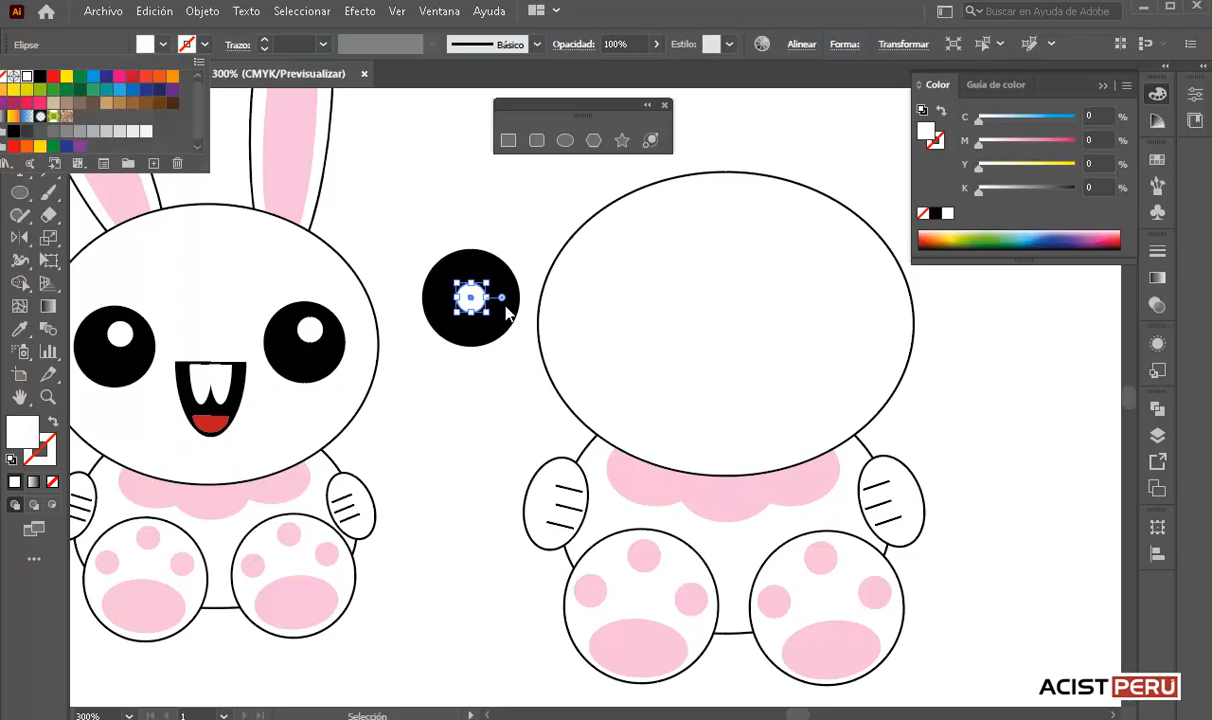 Ai Archivo Edición Objeto Texto Seleccionar Efecto Ver Ventana Ayuda Buscar en Ayuda de Adobe
Elipse Trazo: Básico Opacidad: 100% Estilo: Alinear Forma: Transformar
300% (CMYK/Previsualizar) ×
Color Guía de color
C 0 %
M 0 %
Y 0 %
K 0 %
ACIST PERU
300% 1 Selección